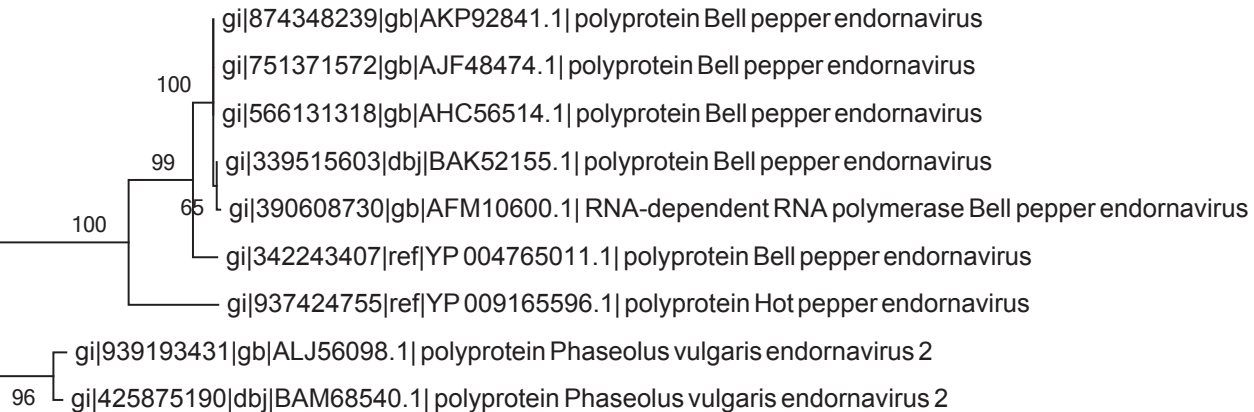 gi|874348239|gb|AKP92841.1| polyprotein Bell pepper endornavirus
gi|751371572|gb|AJF48474.1| polyprotein Bell pepper endornavirus
100
gi|566131318|gb|AHC56514.1| polyprotein Bell pepper endornavirus
99
gi|339515603|dbj|BAK52155.1| polyprotein Bell pepper endornavirus
65
gi|390608730|gb|AFM10600.1| RNA-dependent RNA polymerase Bell pepper endornavirus
100
gi|342243407|ref|YP 004765011.1| polyprotein Bell pepper endornavirus
gi|937424755|ref|YP 009165596.1| polyprotein Hot pepper endornavirus
gi|939193431|gb|ALJ56098.1| polyprotein Phaseolus vulgaris endornavirus 2
96
gi|425875190|dbj|BAM68540.1| polyprotein Phaseolus vulgaris endornavirus 2